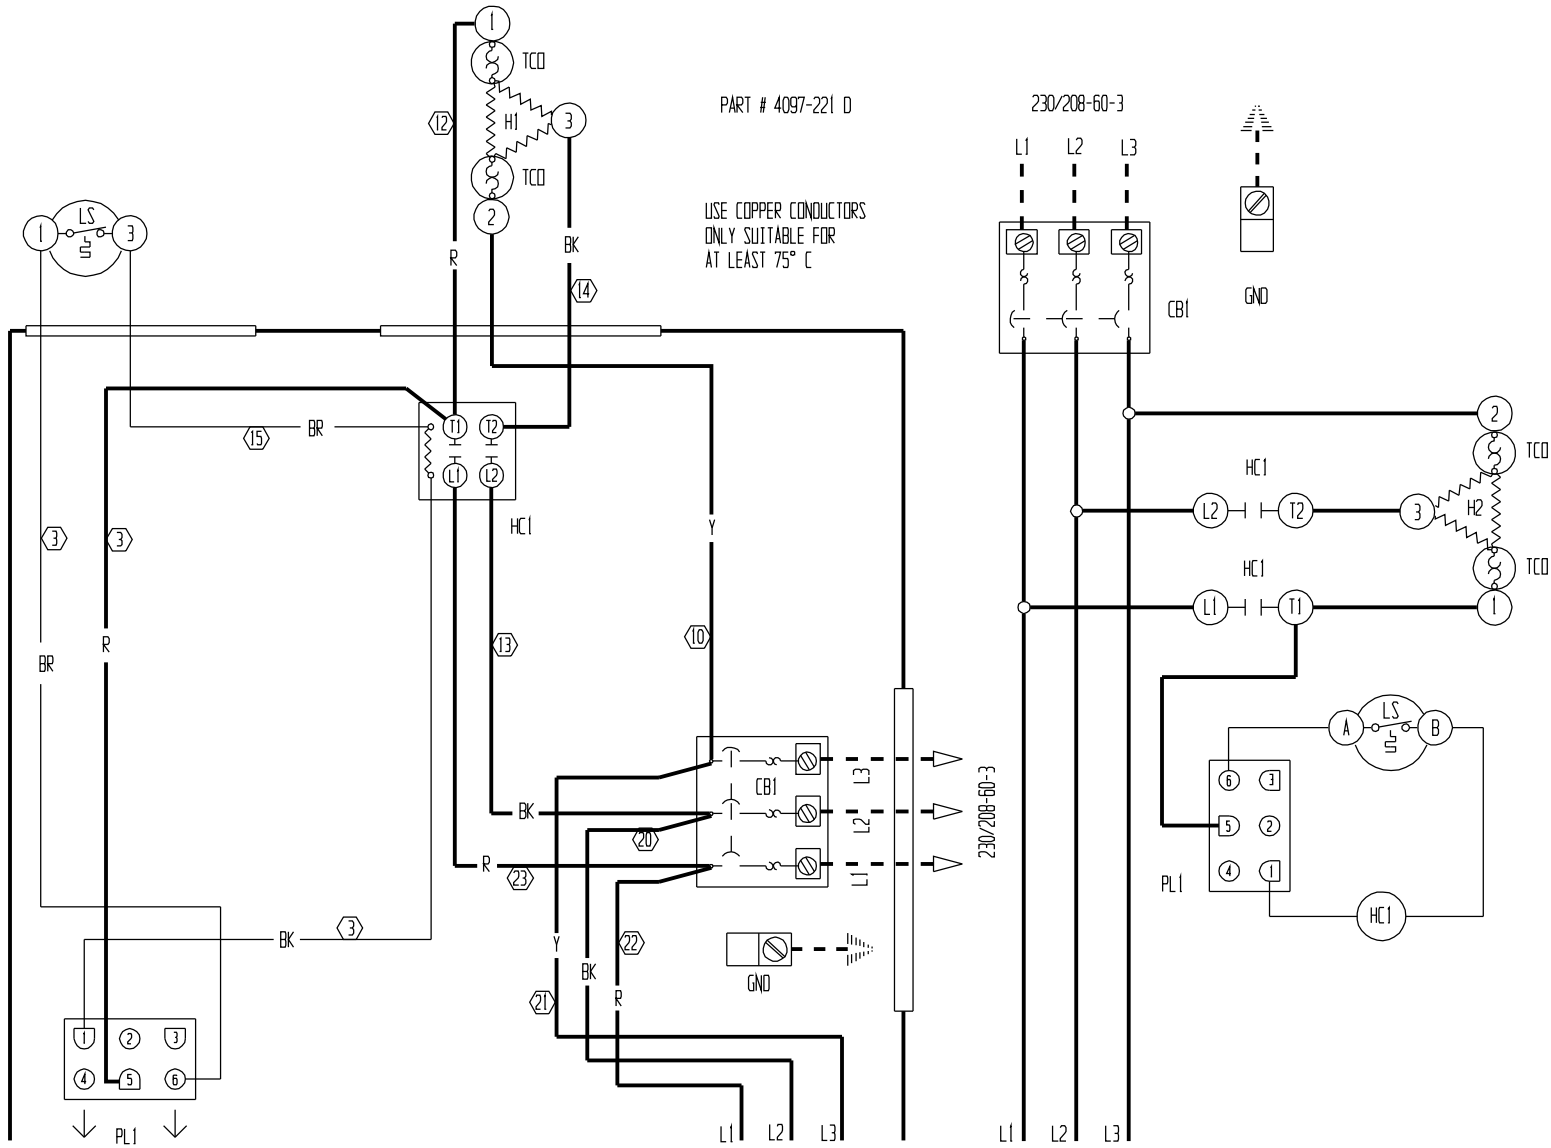 1
TCO
PART # 4097-221 D
230/208-60-3
H1
3
12
L1
L2
L3
TCO
LS
1
3
2
USE COPPER CONDUCTORS
ONLY SUITABLE FOR
AT LEAST 75° C
BK
R
14
GND
CB1
15
BR
T1
T2
L1
L2
HC1
2
TCO
HC1
L2
T2
3
H2
Y
3
3
HC1
TCO
L1
T1
1
BR
R
13
10
LS
A
B
CB1
L3
L2
L1
230/208-60-3
6
3
5
2
4
1
PL1
HC1
BK
20
R
23
3
BK
Y
22
BK
GND
21
R
1
2
3
4
5
6
PL1
L1
L2
L3
L1
L2
L3